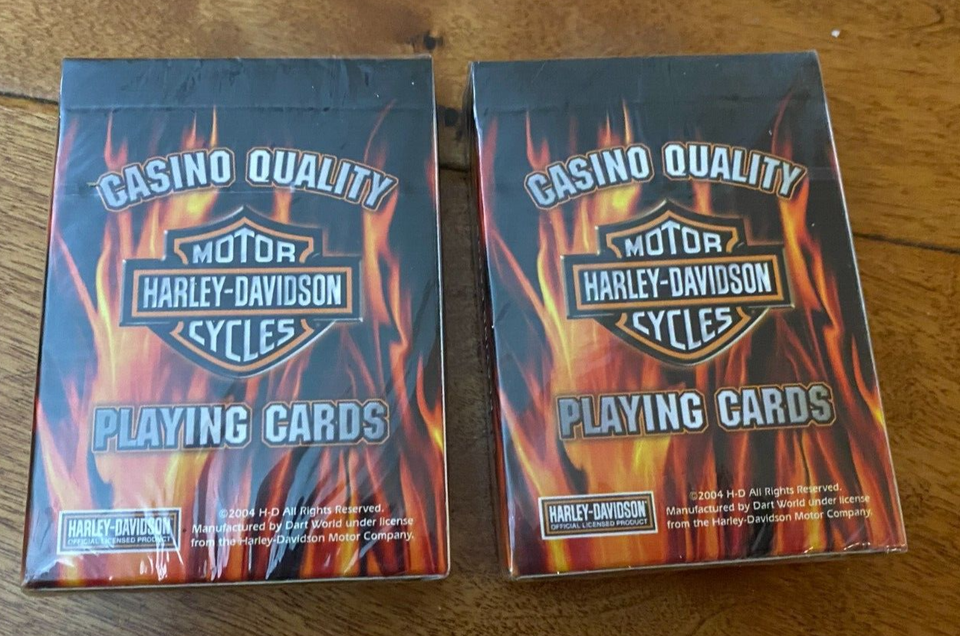 CASINO QUALITY
MOTOR
HARLEY-DAVIDSON
CYCLES
PLAYING CARDS
HARLEY-DAVIDSON
OFFICIAL LICENSED PRODUCT
©2004 H-D All Rights Reserved.
Manufactured by Dart World under license
from the Harley-Davidson Motor Company.
CASINO QUALITY
MOTOR
HARLEY-DAVIDSON
CYCLES
PLAYING CARDS
HARLEY-DAVIDSON
OFFICIAL LICENSED PRODUCT
©2004 H-D All Rights Reserved.
Manufactured by Dart World under license
from the Harley-Davidson Motor Company.